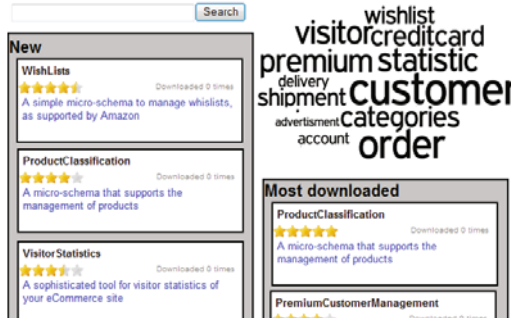 Search
New
WishLists
Downloaded 0 times
A simple micro-schema to manage whislists,
as supported by Amazon
ProductClassification
Downloaded 0 times
A micro-schema that supports the
management of products
VisitorStatistics
Downloaded 0 times
A sophisticated tool for visitor statistics of
your eCommerce site
wishlist
visitor creditcard
premium statistic
delivery
shipment customer
advertisment categories
account order
Most downloaded
ProductClassification
Downloaded 0 times
A micro-schema that supports the
management of products
PremiumCustomerManagement
Downloaded 0 times